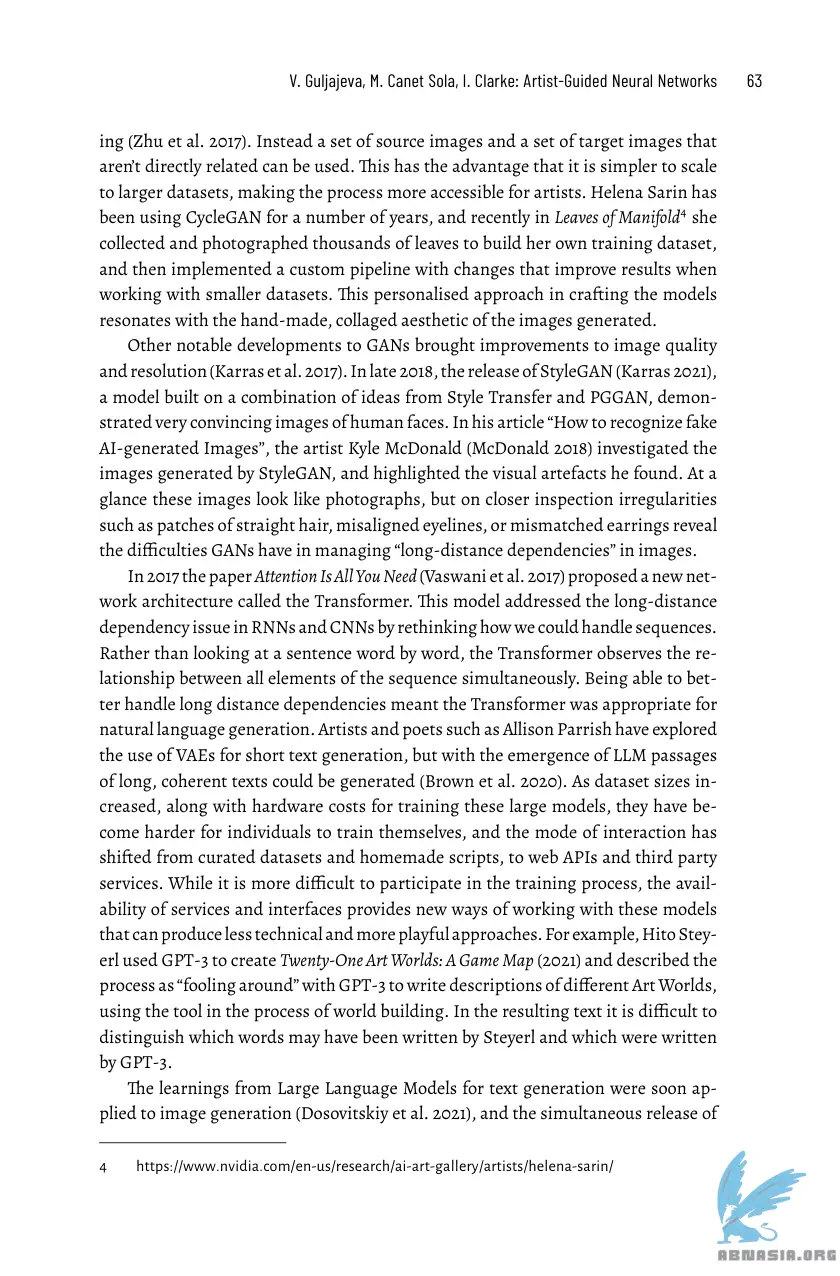 V. Guljajeva, M. Canet Sola, I. Clarke: Artist-Guided Neural Networks 63
ing (Zhu et al. 2017). Instead a set of source images and a set of target images that
aren’t directly related can be used. This has the advantage that it is simpler to scale
to larger datasets, making the process more accessible for artists. Helena Sarin has
been using CycleGAN for a number of years, and recently in Leaves of Manifold⁴ she
collected and photographed thousands of leaves to build her own training dataset,
and then implemented a custom pipeline with changes that improve results when
working with smaller datasets. This personalised approach in crafting the models
resonates with the hand-made, collaged aesthetic of the images generated.
Other notable developments to GANs brought improvements to image quality
and resolution (Karras et al. 2017). In late 2018, the release of StyleGAN (Karras 2021),
a model built on a combination of ideas from Style Transfer and PGGAN, demon-
strated very convincing images of human faces. In his article “How to recognize fake
AI-generated Images”, the artist Kyle McDonald (McDonald 2018) investigated the
images generated by StyleGAN, and highlighted the visual artefacts he found. At a
glance these images look like photographs, but on closer inspection irregularities
such as patches of straight hair, misaligned eyelines, or mismatched earrings reveal
the difficulties GANs have in managing “long-distance dependencies” in images.
In 2017 the paper Attention Is All You Need (Vaswani et al. 2017) proposed a new net-
work architecture called the Transformer. This model addressed the long-distance
dependency issue in RNNs and CNNs by rethinking how we could handle sequences.
Rather than looking at a sentence word by word, the Transformer observes the re-
lationship between all elements of the sequence simultaneously. Being able to bet-
ter handle long distance dependencies meant the Transformer was appropriate for
natural language generation. Artists and poets such as Allison Parrish have explored
the use of VAEs for short text generation, but with the emergence of LLM passages
of long, coherent texts could be generated (Brown et al. 2020). As dataset sizes in-
creased, along with hardware costs for training these large models, they have be-
come harder for individuals to train themselves, and the mode of interaction has
shifted from curated datasets and homemade scripts, to web APIs and third party
services. While it is more difficult to participate in the training process, the avail-
ability of services and interfaces provides new ways of working with these models
that can produce less technical and more playful approaches. For example, Hito Stey-
erl used GPT-3 to create Twenty-One Art Worlds: A Game Map (2021) and described the
process as “fooling around” with GPT-3 to write descriptions of different Art Worlds,
using the tool in the process of world building. In the resulting text it is difficult to
distinguish which words may have been written by Steyerl and which were written
by GPT-3.
The learnings from Large Language Models for text generation were soon ap-
plied to image generation (Dosovitskiy et al. 2021), and the simultaneous release of
4 https://www.nvidia.com/en-us/research/ai-art-gallery/artists/helena-sarin/
ABNASIA.ORG